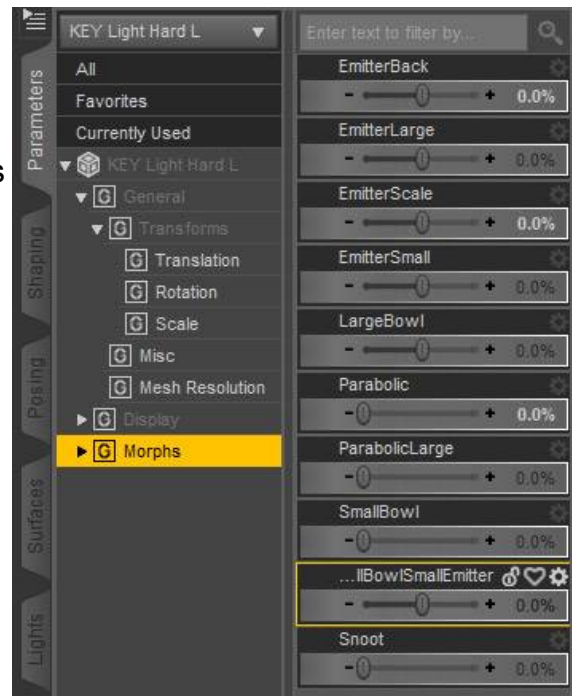 KEY Light Hard L
Enter text to filter by...
Parameters
Shaping
Posing
Surfaces
Lights
s
All
Favorites
Currently Used
KEY Light Hard L
G General
G Transforms
G Translation
G Rotation
G Scale
G Misc
G Mesh Resolution
G Display
G Morphs
EmitterBack
- + 0.0%
EmitterLarge
- + 0.0%
EmitterScale
- + 0.0%
EmitterSmall
- + 0.0%
LargeBowl
- + 0.0%
Parabolic
- + 0.0%
ParabolicLarge
- + 0.0%
SmallBowl
- + 0.0%
...llBowlSmallEmitter
- + 0.0%
Snoot
- + 0.0%